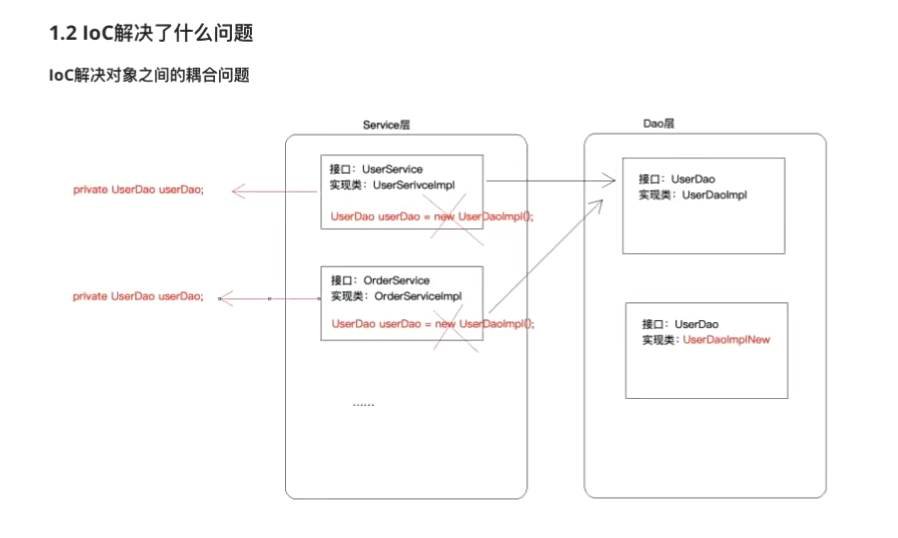 1.2 IoC解决了什么问题
IoC解决对象之间的耦合问题
Service层
Dao层
接口：UserService
实现类：UserSerivceImpl
UserDao userDao = new UserDaoImpl();
private UserDao userDao;
接口：UserDao
实现类：UserDaoImpl
接口：OrderService
实现类：OrderServiceImpl
UserDao userDao = new UserDaoImpl();
private UserDao userDao;
接口：UserDao
实现类：UserDaoImplNew
......